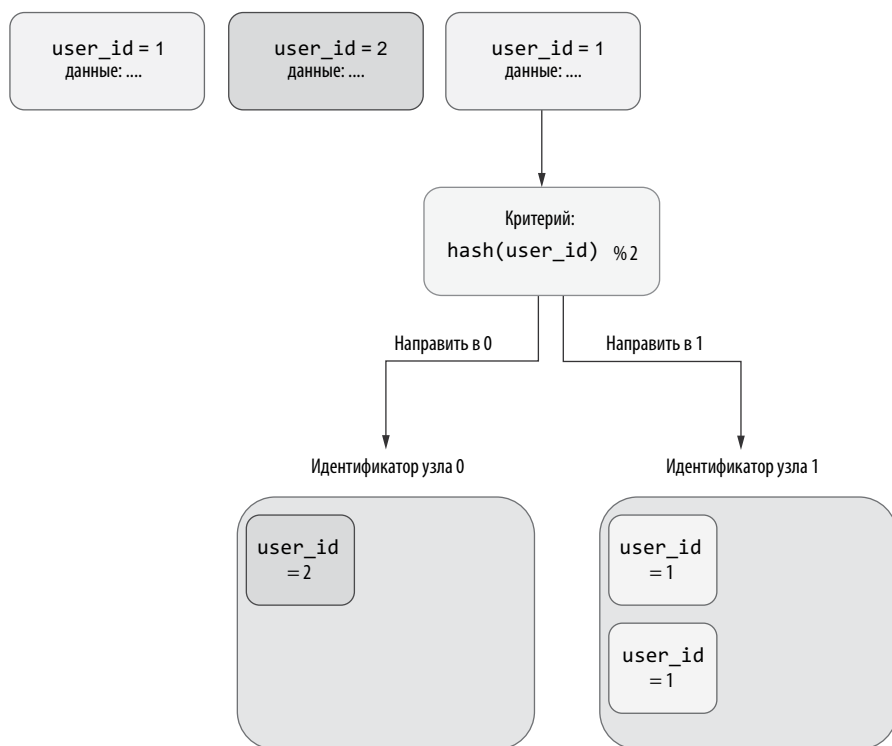 user_id = 1
данные: ....
user_id = 2
данные: ....
user_id = 1
данные: ....
Критерий:
hash(user_id) %2
Направить в 0
Направить в 1
Идентификатор узла 0
Идентификатор узла 1
user_id
= 2
user_id
= 1
user_id
= 1